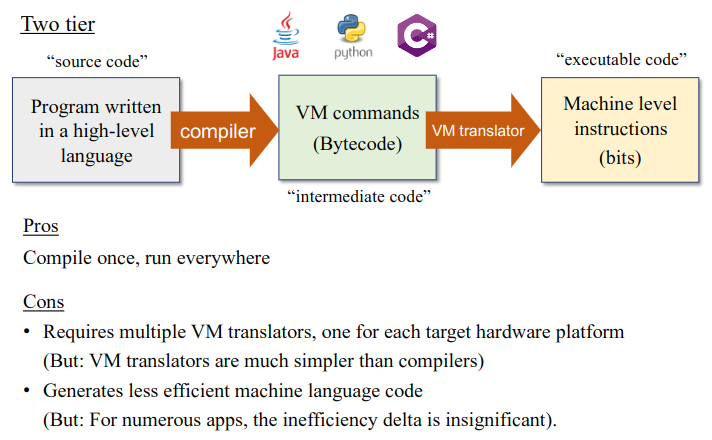 Two tier
Java
python
C#
“source code”
“executable code”
Program written
in a high-level
language
compiler
VM commands
(Bytecode)
VM translator
Machine level
instructions
(bits)
“intermediate code”
Pros
Compile once, run everywhere
Cons
• Requires multiple VM translators, one for each target hardware platform
(But: VM translators are much simpler than compilers)
• Generates less efficient machine language code
(But: For numerous apps, the inefficiency delta is insignificant).